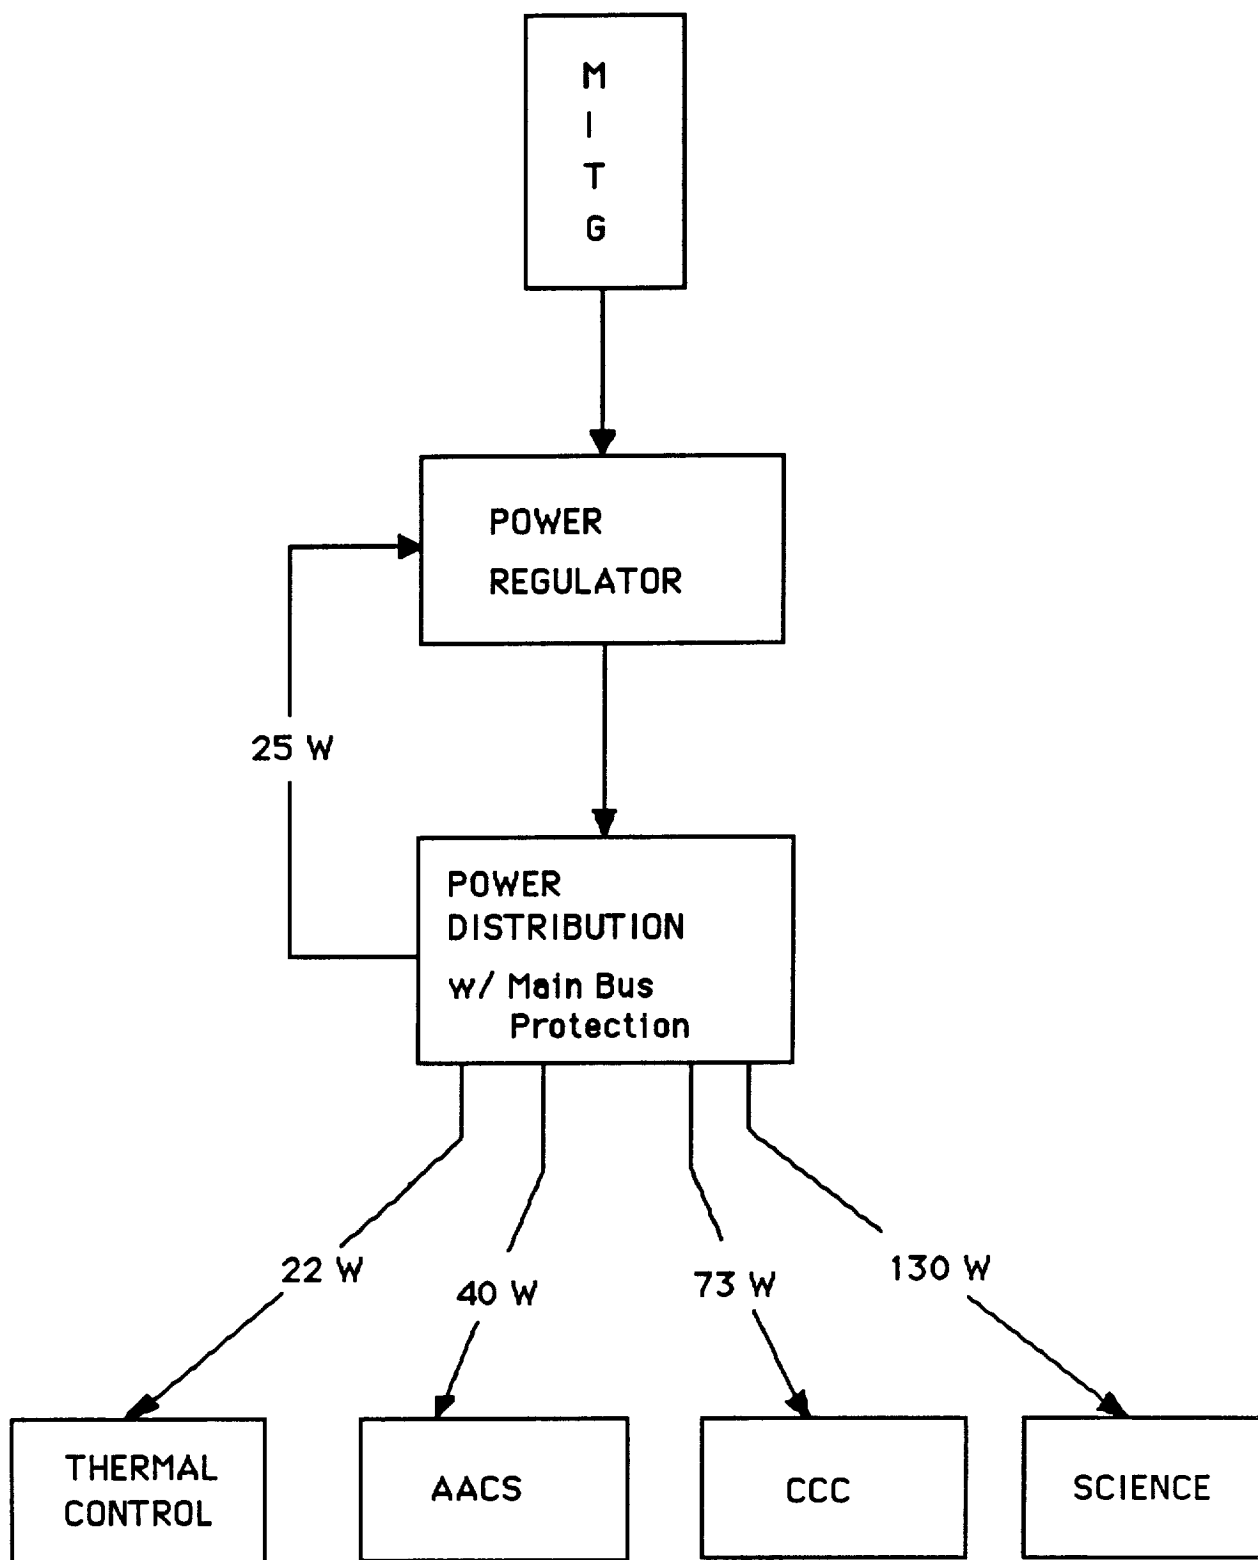 M
I
T
G
POWER
REGULATOR
25 W
POWER
DISTRIBUTION
w/ Main Bus
Protection
22 W
40 W
73 W
130 W
THERMAL
CONTROL
AACS
CCC
SCIENCE